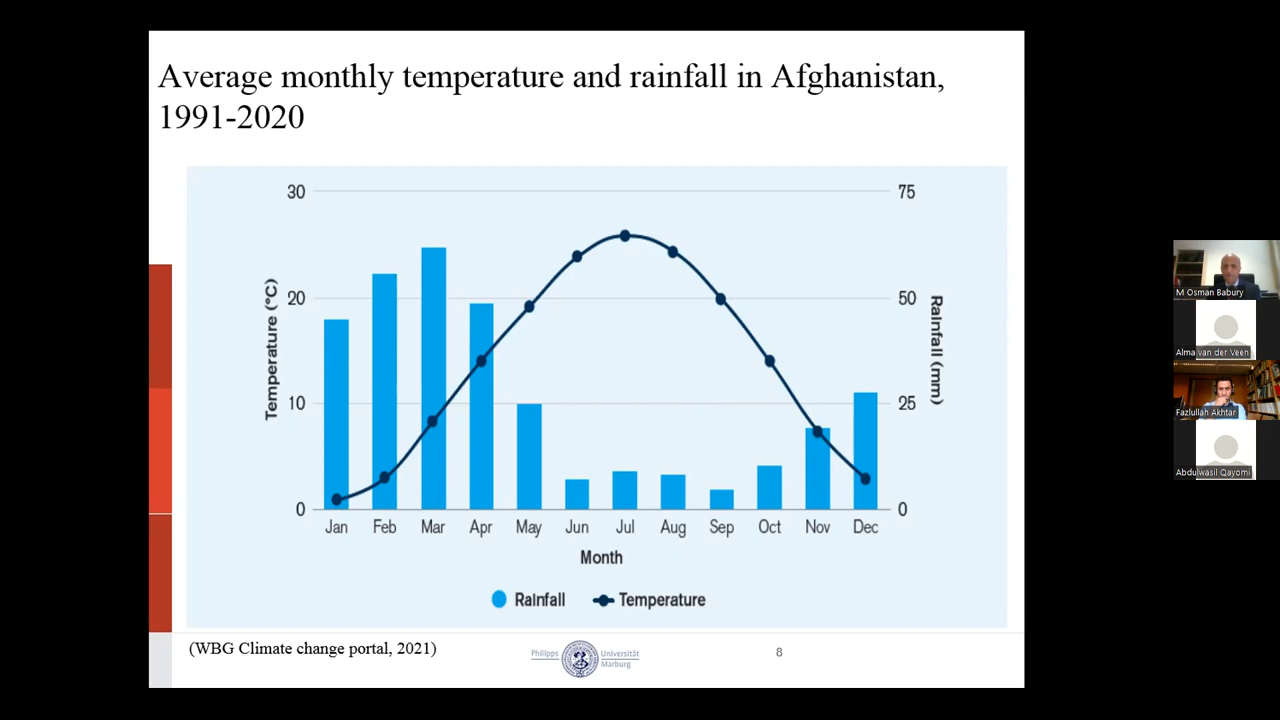 Average monthly temperature and rainfall in Afghanistan,
1991-2020
30
20
10
0
Temperature (°C)
75
50
25
0
Rainfall (mm)
Jan Feb Mar Apr May Jun Jul Aug Sep Oct Nov Dec
Month
Rainfall Temperature
(WBG Climate change portal, 2021)
Philipps Universität
Marburg
8
M Osman Babury
Alma van der Veen
Fazlullah Akhtar
Abdulwasil Qayomi